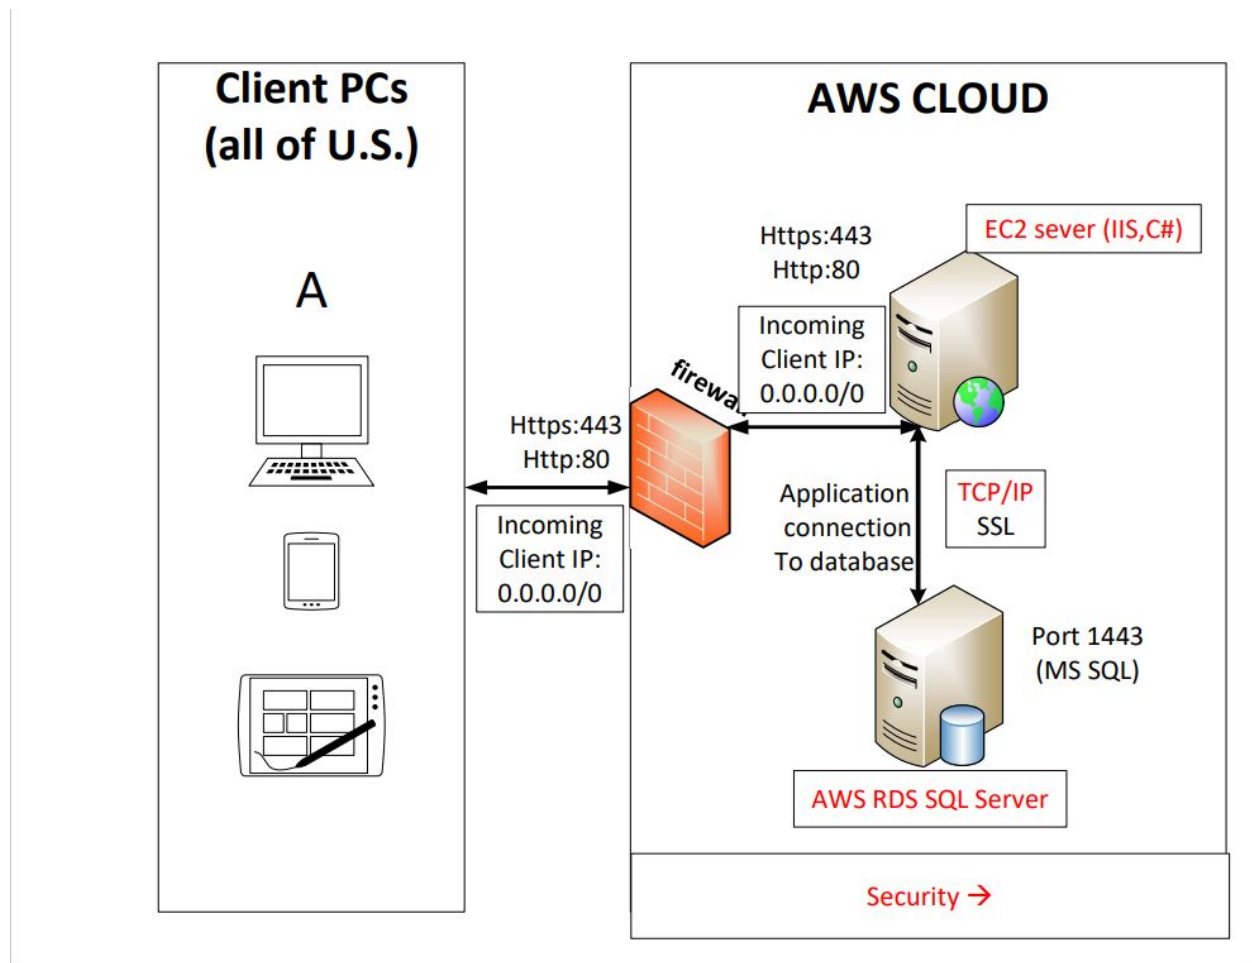 Client PCs
(all of U.S.)
A
Https:443
Http:80
Incoming
Client IP:
0.0.0.0/0
AWS CLOUD
EC2 sever (IIS,C#)
Https:443
Http:80
Incoming
Client IP:
0.0.0.0/0
firewal
Application
connection
To database
TCP/IP
SSL
Port 1443
(MS SQL)
AWS RDS SQL Server
Security →